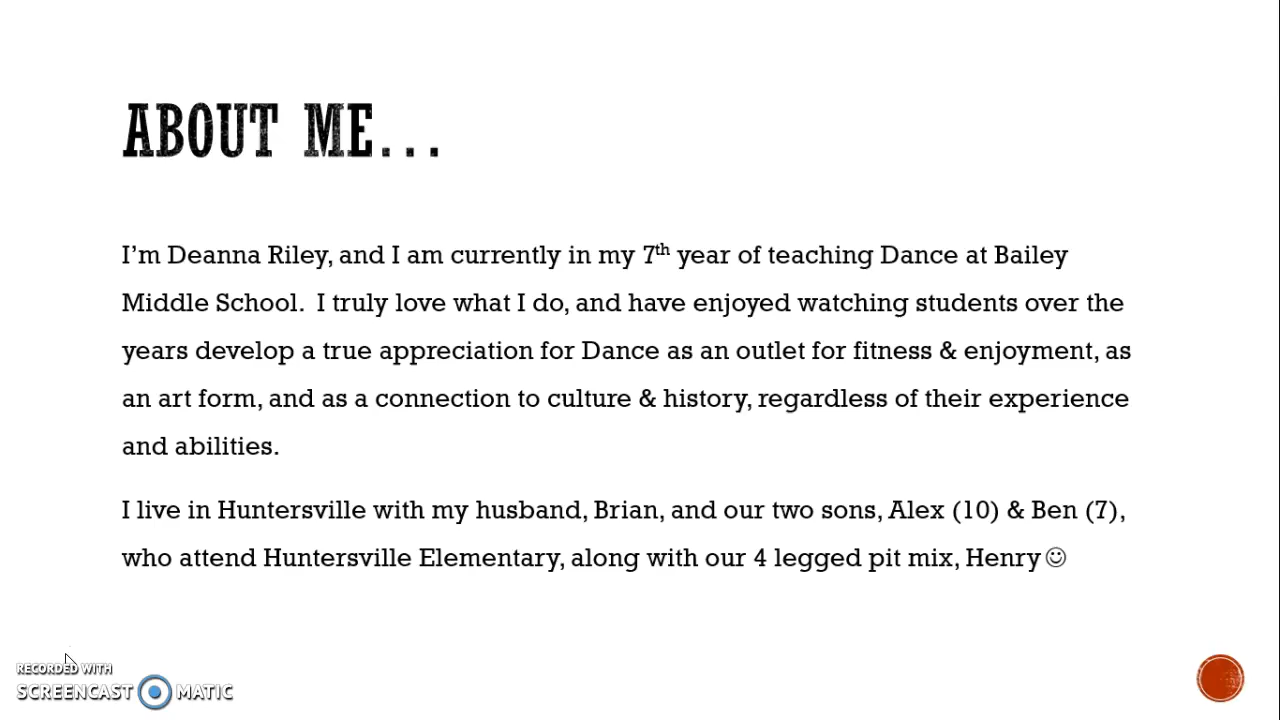 ABOUT ME...
I'm Deanna Riley, and I am currently in my 7th year of teaching Dance at Bailey
Middle School.  I truly love what I do, and have enjoyed watching students over the
years develop a true appreciation for Dance as an outlet for fitness & enjoyment, as
an art form, and as a connection to culture & history, regardless of their experience
and abilities.
I live in Huntersville with my husband, Brian, and our two sons, Alex (10) & Ben (7),
who attend Huntersville Elementary, along with our 4 legged pit mix, Henry☺
RECORDED WITH
SCREENCAST MATIC